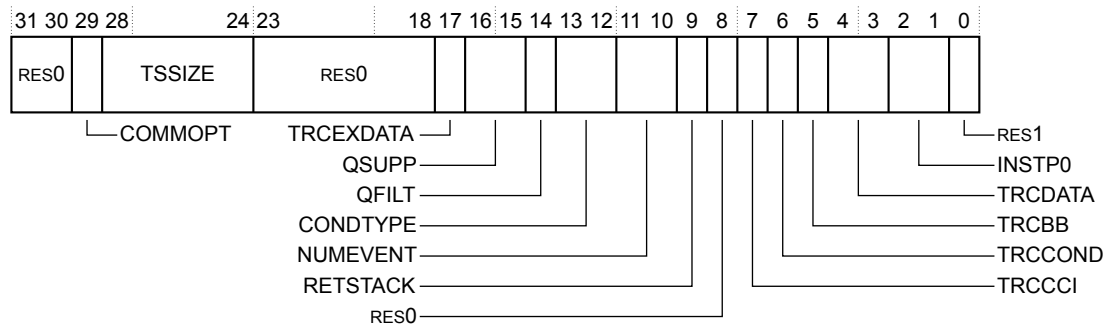 31 30 29 28 24 23 18 17 16 15 14 13 12 11 10 9 8 7 6 5 4 3 2 1 0
RES0 TSSIZE RES0
COMMOPT TRCEXDATA RES1
QSUPP INSTP0
QFILT TRCDATA
CONDTYPE TRCBB
NUMEVENT TRCCOND
RETSTACK TRCCCI
RES0